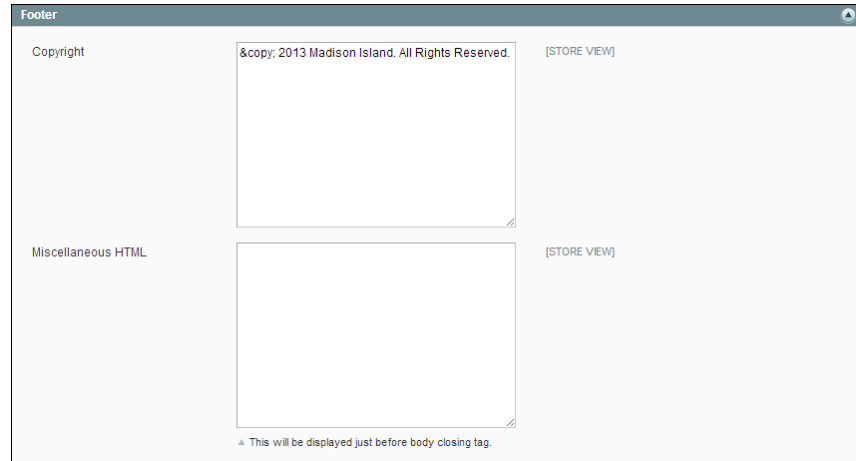 Footer
Copyright
&copy; 2013 Madison Island. All Rights Reserved.
[STORE VIEW]
Miscellaneous HTML
[STORE VIEW]
This will be displayed just before body closing tag.